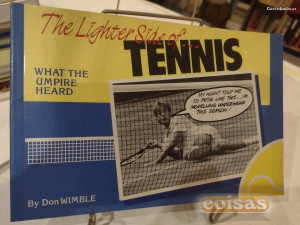 The Lighter Side of...
TENNIS
WHAT THE
UMPIRE
HEARD
MY AGENT TOLD ME
TO POSE LIKE THIS... I'M
MODELLING UNDERWEAR
THIS SEASON!
By Don WIMBLE
coisas